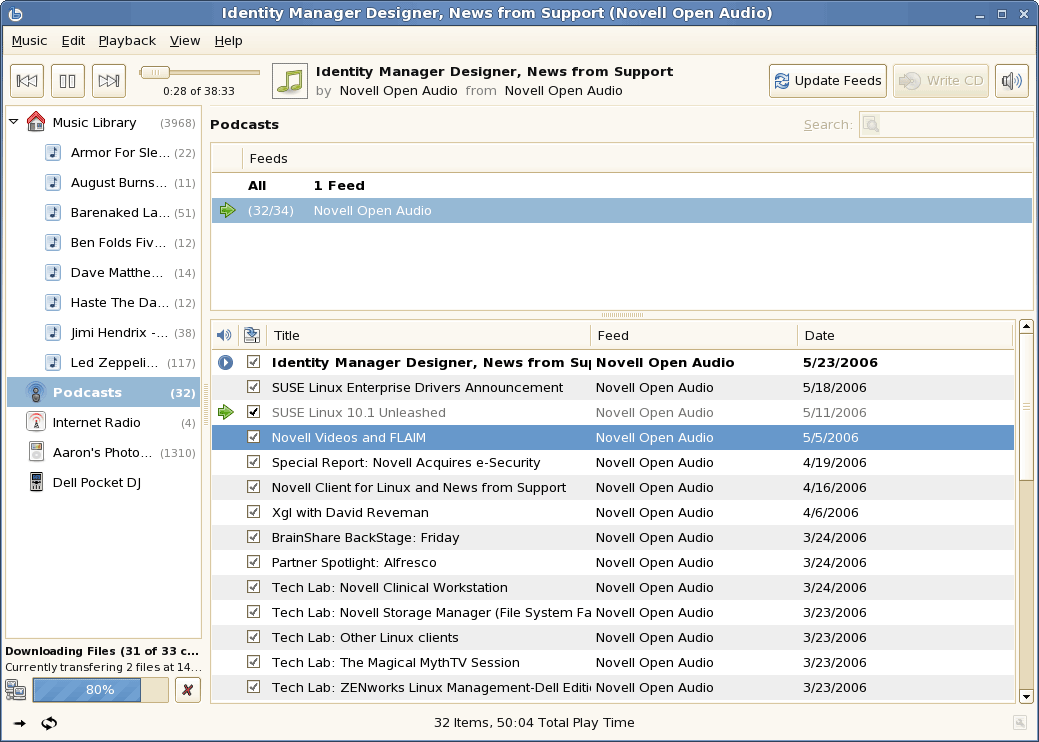 Identity Manager Designer, News from Support (Novell Open Audio)
Music Edit Playback View Help
0:28 of 38:33
Identity Manager Designer, News from Support
by Novell Open Audio from Novell Open Audio
Update Feeds
Write CD
Music Library (3968)
Armor For Sle... (22)
August Burns... (11)
Barenaked La... (51)
Ben Folds Fiv... (12)
Dave Matthe... (14)
Haste The Da... (12)
Jimi Hendrix -... (38)
Led Zeppeli... (117)
Podcasts (32)
Internet Radio (4)
Aaron's Photo... (1310)
Dell Pocket DJ
Downloading Files (31 of 33 c...
Currently transfering 2 files at 14...
80%
Podcasts
Search:
Feeds
All 1 Feed
(32/34) Novell Open Audio
Title Feed Date
Identity Manager Designer, News from Sup Novell Open Audio 5/23/2006
SUSE Linux Enterprise Drivers Announcement Novell Open Audio 5/18/2006
SUSE Linux 10.1 Unleashed Novell Open Audio 5/11/2006
Novell Videos and FLAIM Novell Open Audio 5/5/2006
Special Report: Novell Acquires e-Security Novell Open Audio 4/19/2006
Novell Client for Linux and News from Support Novell Open Audio 4/16/2006
Xgl with David Reveman Novell Open Audio 4/6/2006
BrainShare BackStage: Friday Novell Open Audio 3/24/2006
Partner Spotlight: Alfresco Novell Open Audio 3/24/2006
Tech Lab: Novell Clinical Workstation Novell Open Audio 3/24/2006
Tech Lab: Novell Storage Manager (File System Fa Novell Open Audio 3/23/2006
Tech Lab: Other Linux clients Novell Open Audio 3/23/2006
Tech Lab: The Magical MythTV Session Novell Open Audio 3/23/2006
Tech Lab: ZENworks Linux Management-Dell Editi Novell Open Audio 3/23/2006
32 Items, 50:04 Total Play Time